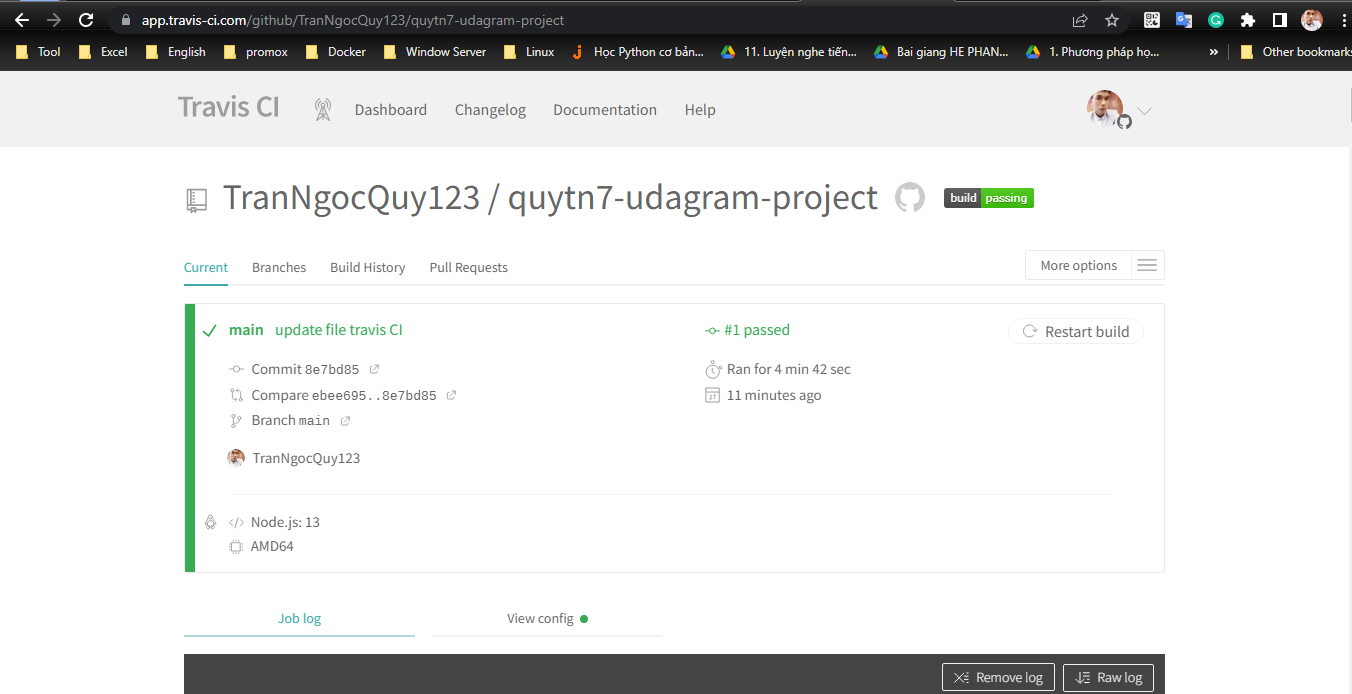 app.travis-ci.com/github/TranNgocQuy123/quytn7-udagram-project
Tool Excel English promox Docker Window Server Linux Học Python cơ bản... 11. Luyện nghe tiến... Bai giang HE PHAN... 1. Phương pháp họ... » Other bookmarks
Travis CI Dashboard Changelog Documentation Help
TranNgocQuy123 / quytn7-udagram-project build passing
Current Branches Build History Pull Requests More options
main update file travis CI #1 passed Restart build
Commit 8e7bd85 Ran for 4 min 42 sec
Compare ebee695..8e7bd85 11 minutes ago
Branch main
TranNgocQuy123
Node.js: 13
AMD64
Job log View config
Remove log Raw log